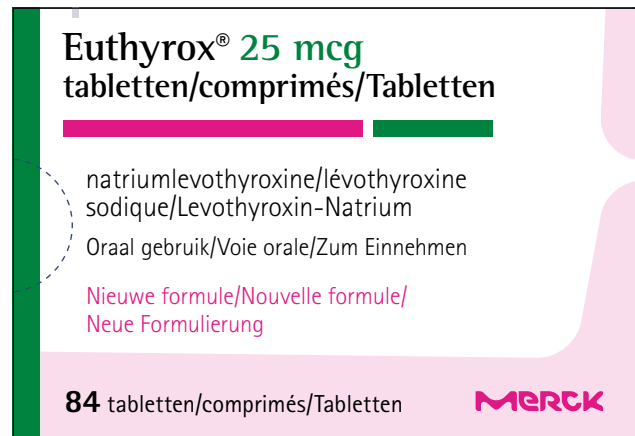 Euthyrox® 25 mcg
tabletten/comprimés/Tabletten
natriumlevothyroxine/lévothyroxine
sodique/Levothyroxin-Natrium
Oraal gebruik/Voie orale/Zum Einnehmen
Nieuwe formule/Nouvelle formule/
Neue Formulierung
84 tabletten/comprimés/Tabletten
MERCK